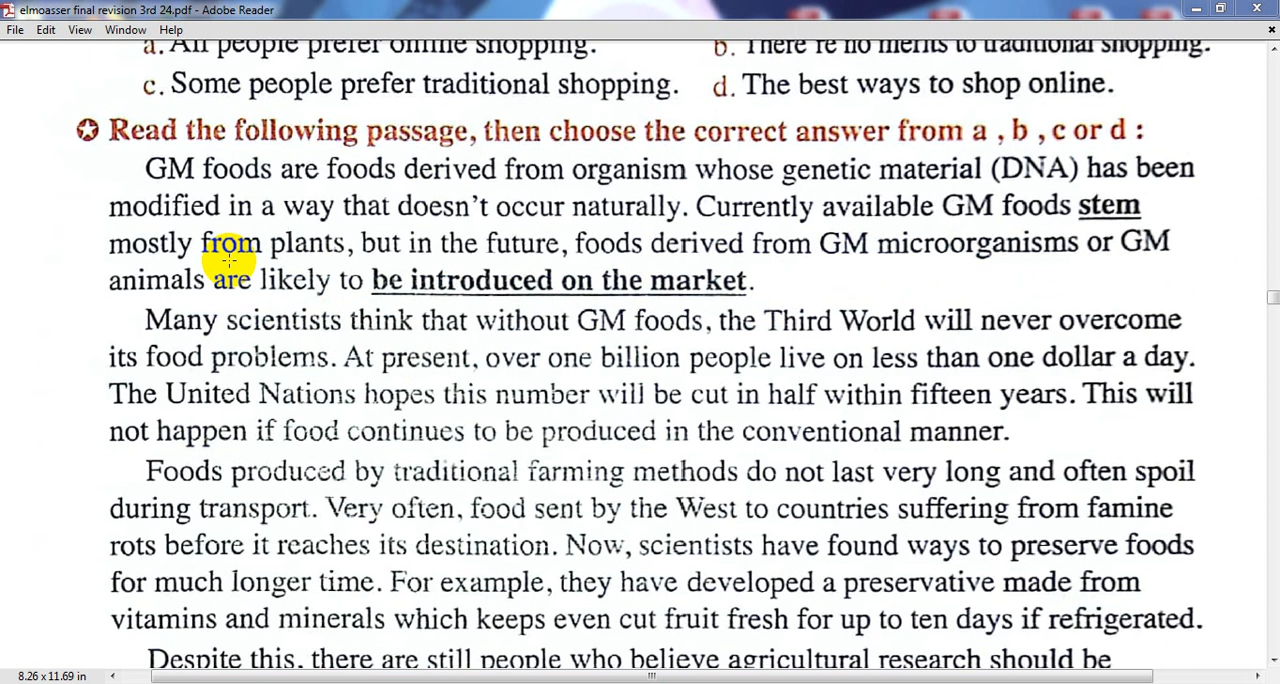 elmoasser final revision 3rd 24.pdf - Adobe Reader
File Edit View Window Help
a. All people prefer online shopping. b. There're no merits to traditional shopping.
c. Some people prefer traditional shopping. d. The best ways to shop online.
Read the following passage, then choose the correct answer from a , b , c or d :
GM foods are foods derived from organism whose genetic material (DNA) has been
modified in a way that doesn't occur naturally. Currently available GM foods stem
mostly from plants, but in the future, foods derived from GM microorganisms or GM
animals are likely to be introduced on the market.
Many scientists think that without GM foods, the Third World will never overcome
its food problems. At present, over one billion people live on less than one dollar a day.
The United Nations hopes this number will be cut in half within fifteen years. This will
not happen if food continues to be produced in the conventional manner.
Foods produced by traditional farming methods do not last very long and often spoil
during transport. Very often, food sent by the West to countries suffering from famine
rots before it reaches its destination. Now, scientists have found ways to preserve foods
for much longer time. For example, they have developed a preservative made from
vitamins and minerals which keeps even cut fruit fresh for up to ten days if refrigerated.
Despite this, there are still people who believe agricultural research should be
8.26 x 11.69 in